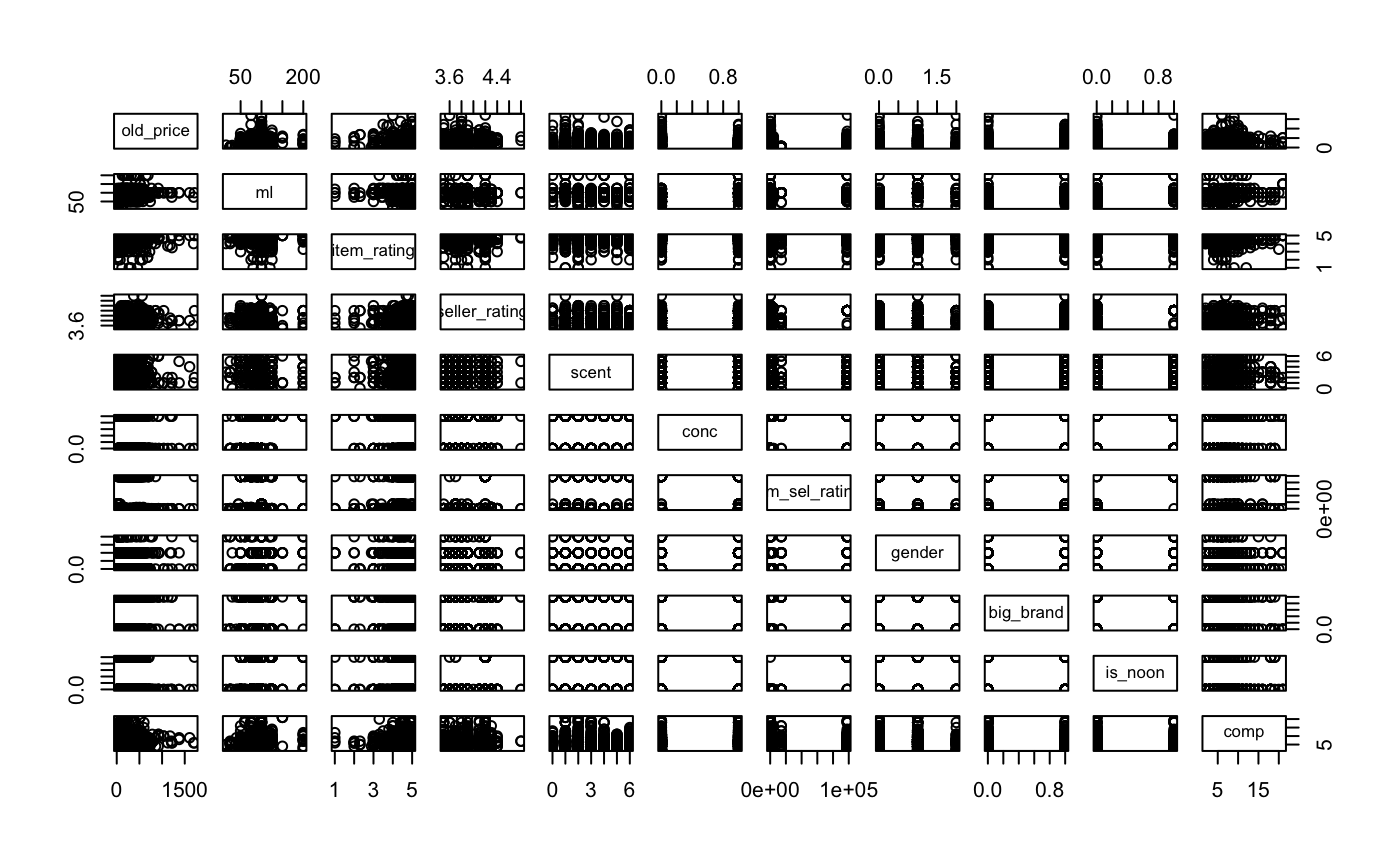 50 200 3.6 4.4 0.0 0.8 0.0 1.5 0.0 0.8
old_price 0
50 ml
item_rating 1 5
3.6 seller_rating
scent 0 6
0.0 conc
m_sel_ratin 0e+00
0.0 gender
big_brand 0.0
0.0 is_noon
comp 5
0 1500 1 3 5 0 3 6 0e+00 1e+05 0.0 0.8 5 15